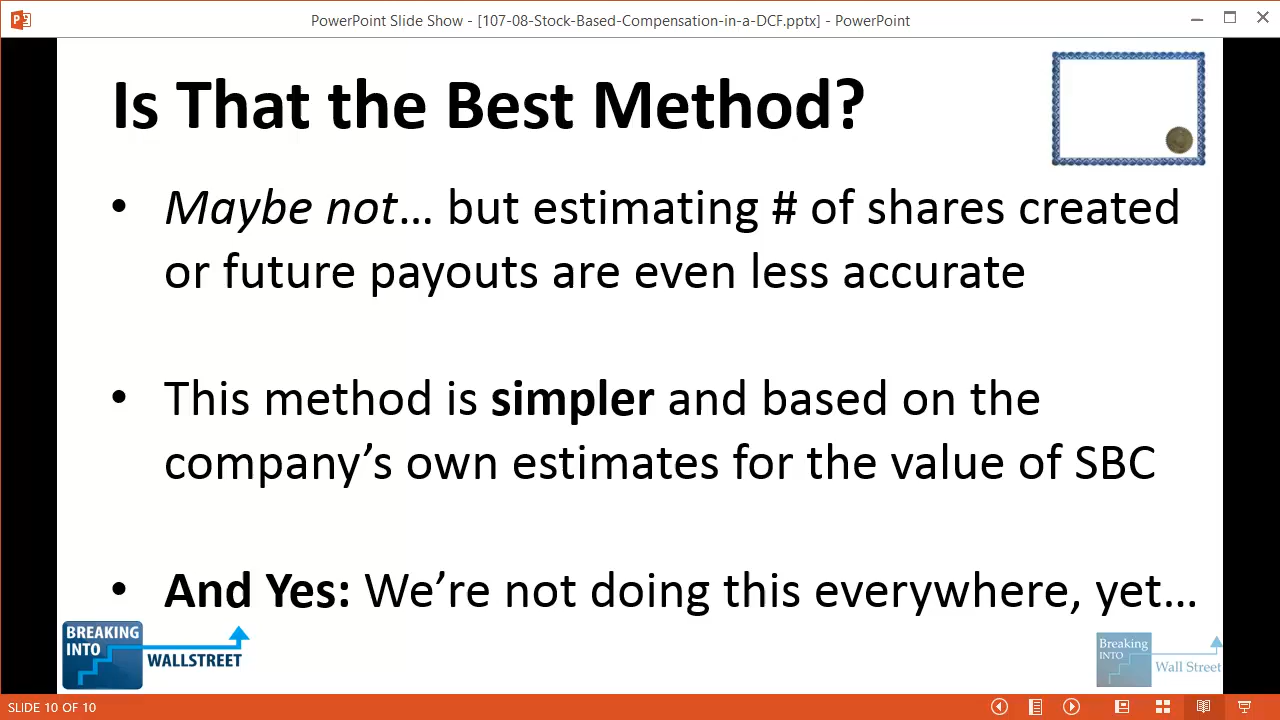 PowerPoint Slide Show - [107-08-Stock-Based-Compensation-in-a-DCF.pptx] - PowerPoint
Is That the Best Method?
• Maybe not... but estimating # of shares created
or future payouts are even less accurate
• This method is simpler and based on the
company's own estimates for the value of SBC
• And Yes: We're not doing this everywhere, yet...
BREAKING
INTO
WALLSTREET
Breaking
INTO
Wall Street
SLIDE 10 OF 10